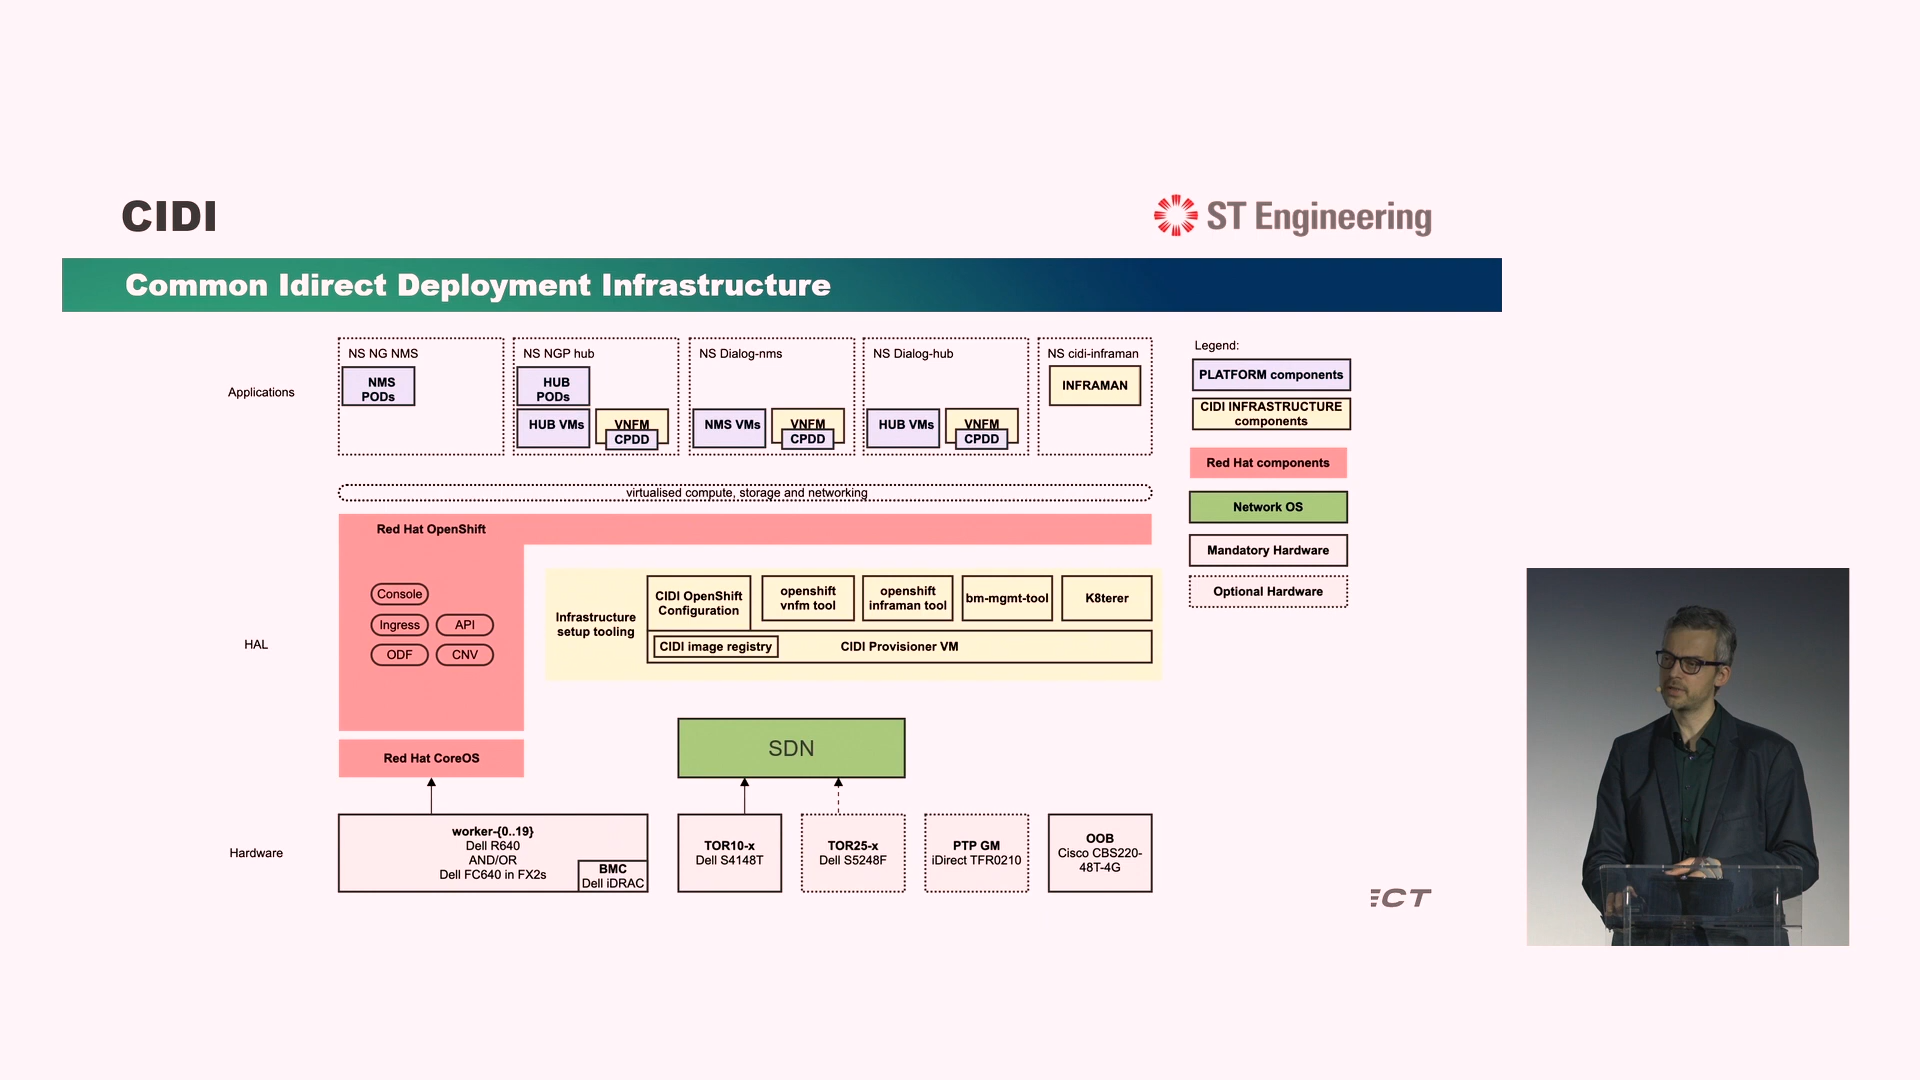 CIDI
ST Engineering
Common Idirect Deployment Infrastructure
Applications
NS NG NMS
NMS
PODs
NS NGP hub
HUB
PODs
HUB VMs
VNFM
CPDD
NS Dialog-nms
NMS VMs
VNFM
CPDD
NS Dialog-hub
HUB VMs
VNFM
CPDD
NS cidi-inframan
INFRAMAN
Legend:
PLATFORM components
CIDI INFRASTRUCTURE
components
Red Hat components
Network OS
Mandatory Hardware
Optional Hardware
virtualised compute, storage and networking
HAL
Red Hat OpenShift
Console
Ingress
API
ODF
CNV
Infrastructure
setup tooling
CIDI OpenShift
Configuration
openshift
vnfm tool
openshift
inframan tool
bm-mgmt-tool
K8terer
CIDI image registry
CIDI Provisioner VM
Red Hat CoreOS
SDN
Hardware
worker-{0..19}
Dell R640
AND/OR
Dell FC640 in FX2s
BMC
Dell iDRAC
TOR10-x
Dell S4148T
TOR25-x
Dell S5248F
PTP GM
iDirect TFR0210
OOB
Cisco CBS220-
48T-4G
ECT